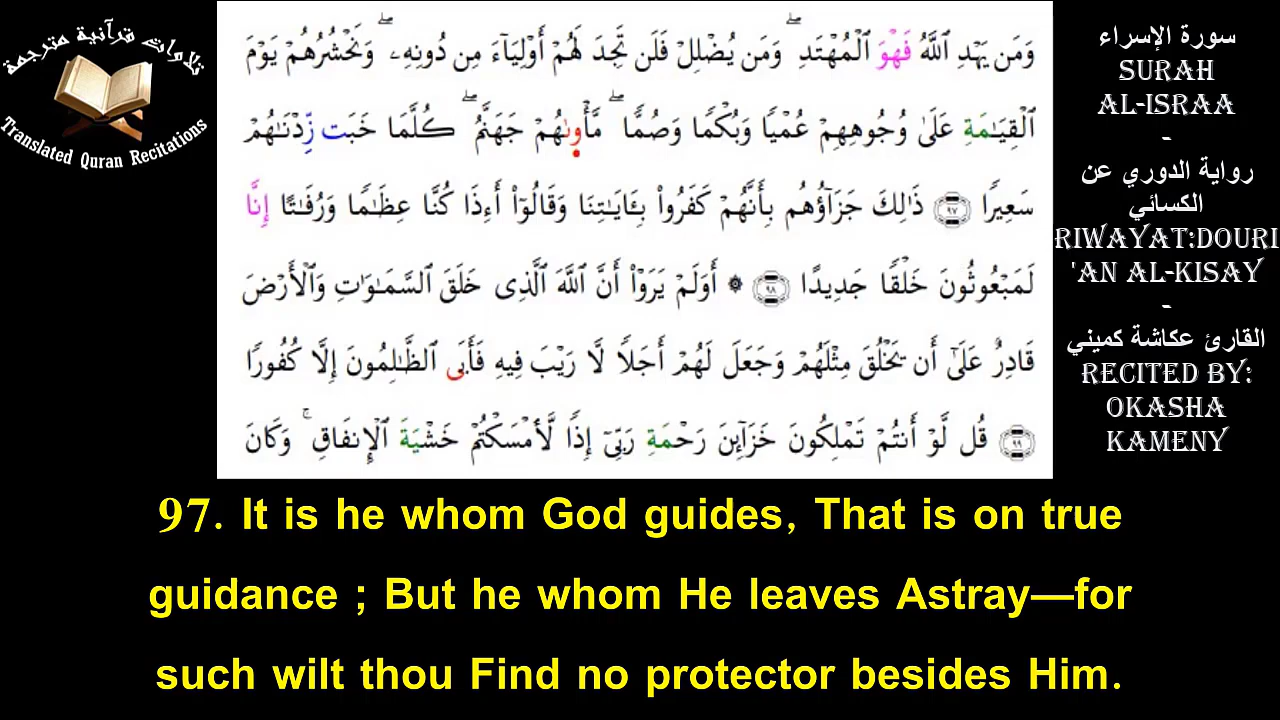 تلاوات قرآنية مترجمة
Translated Quran Recitations
وَمَن يَهْدِ ٱللَّهُ فَهْوَ ٱلْمُهْتَدِ ۖ وَمَن يُضْلِلْ فَلَن تَجِدَ لَهُمْ أَوْلِيَآءَ مِن دُونِهِۦ ۖ وَنَحْشُرُهُمْ يَوْمَ
ٱلْقِيَـٰمَةِ عَلَىٰ وُجُوهِهِمْ عُمْيًا وَبُكْمًا وَصُمًّا ۖ مَّأْوىٰهُمْ جَهَنَّمُ ۖ كُلَّمَا خَبَت زِّدْنَـٰهُمْ
سَعِيرًا ٩٧ ذَٰلِكَ جَزَآؤُهُم بِأَنَّهُمْ كَفَرُوا۟ بِـَٔايَـٰتِنَا وَقَالُوٓا۟ أَءِذَا كُنَّا عِظَـٰمًا وَرُفَـٰتًا إِنَّا
لَمَبْعُوثُونَ خَلْقًا جَدِيدًا ٩٨ ۞ أَوَلَمْ يَرَوْا۟ أَنَّ ٱللَّهَ ٱلَّذِى خَلَقَ ٱلسَّمَـٰوَٰتِ وَٱلْأَرْضَ
قَادِرٌ عَلَىٰٓ أَن يَخْلُقَ مِثْلَهُمْ وَجَعَلَ لَهُمْ أَجَلًا لَّا رَيْبَ فِيهِ فَأَبَى ٱلظَّـٰلِمُونَ إِلَّا كُفُورًا
٩٩ قُل لَّوْ أَنتُمْ تَمْلِكُونَ خَزَآئِنَ رَحْمَةِ رَبِّىٓ إِذًا لَّأَمْسَكْتُمْ خَشْيَةَ ٱلْإِنفَاقِ ۚ وَكَانَ
سورة الإسراء
SURAH
AL-ISRAA
-
رواية الدوري عن
الكسائي
RIWAYAT:DOURI
'AN AL-KISAY
-
القارئ عكاشة كميني
RECITED BY:
OKASHA
KAMENY
97. It is he whom God guides, That is on true
guidance ; But he whom He leaves Astray—for
such wilt thou Find no protector besides Him.